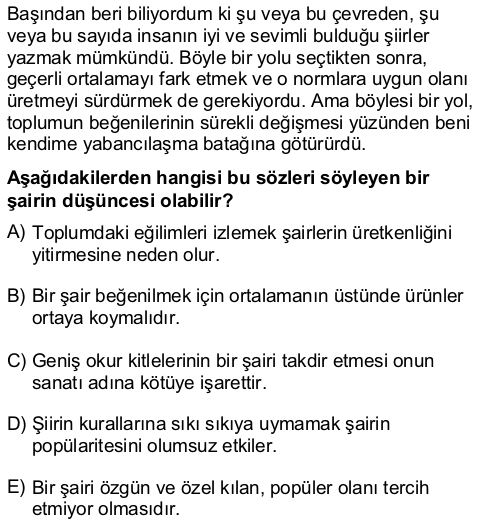 Başından beri biliyordum ki şu veya bu çevreden, şu
veya bu sayıda insanın iyi ve sevimli bulduğu şiirler
yazmak mümkündü. Böyle bir yolu seçtikten sonra,
geçerli ortalamayı fark etmek ve o normlara uygun olanı
üretmeyi sürdürmek de gerekiyordu. Ama böylesi bir yol,
toplumun beğenilerinin sürekli değişmesi yüzünden beni
kendime yabancılaşma batağına götürürdü.
Aşağıdakilerden hangisi bu sözleri söyleyen bir
şairin düşüncesi olabilir?
A) Toplumdaki eğilimleri izlemek şairlerin üretkenliğini
yitirmesine neden olur.
B) Bir şair beğenilmek için ortalamanın üstünde ürünler
ortaya koymalıdır.
C) Geniş okur kitlelerinin bir şairi takdir etmesi onun
sanatı adına kötüye işarettir.
D) Şiirin kurallarına sıkı sıkıya uymamak şairin
popülaritesini olumsuz etkiler.
E) Bir şairi özgün ve özel kılan, popüler olanı tercih
etmiyor olmasıdır.